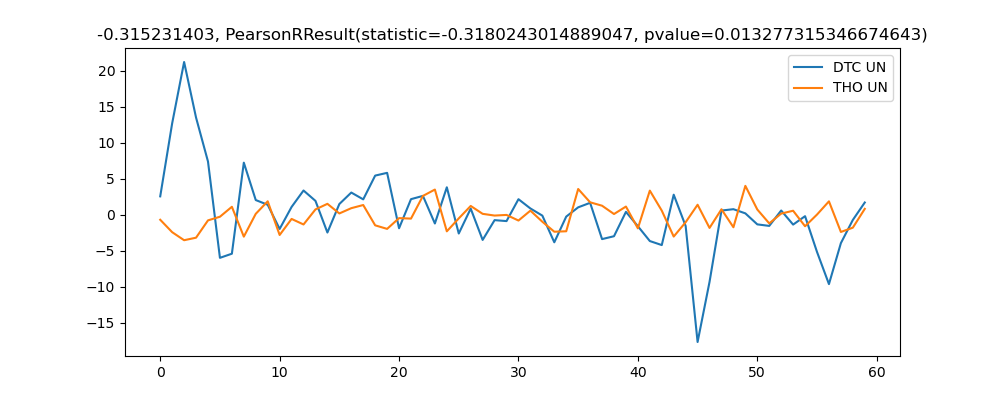 -0.315231403, PearsonRResult(statistic=-0.3180243014889047, pvalue=0.013277315346674643)
DTC UN
THO UN
20
15
10
5
0
−5
−10
−15
0 10 20 30 40 50 60